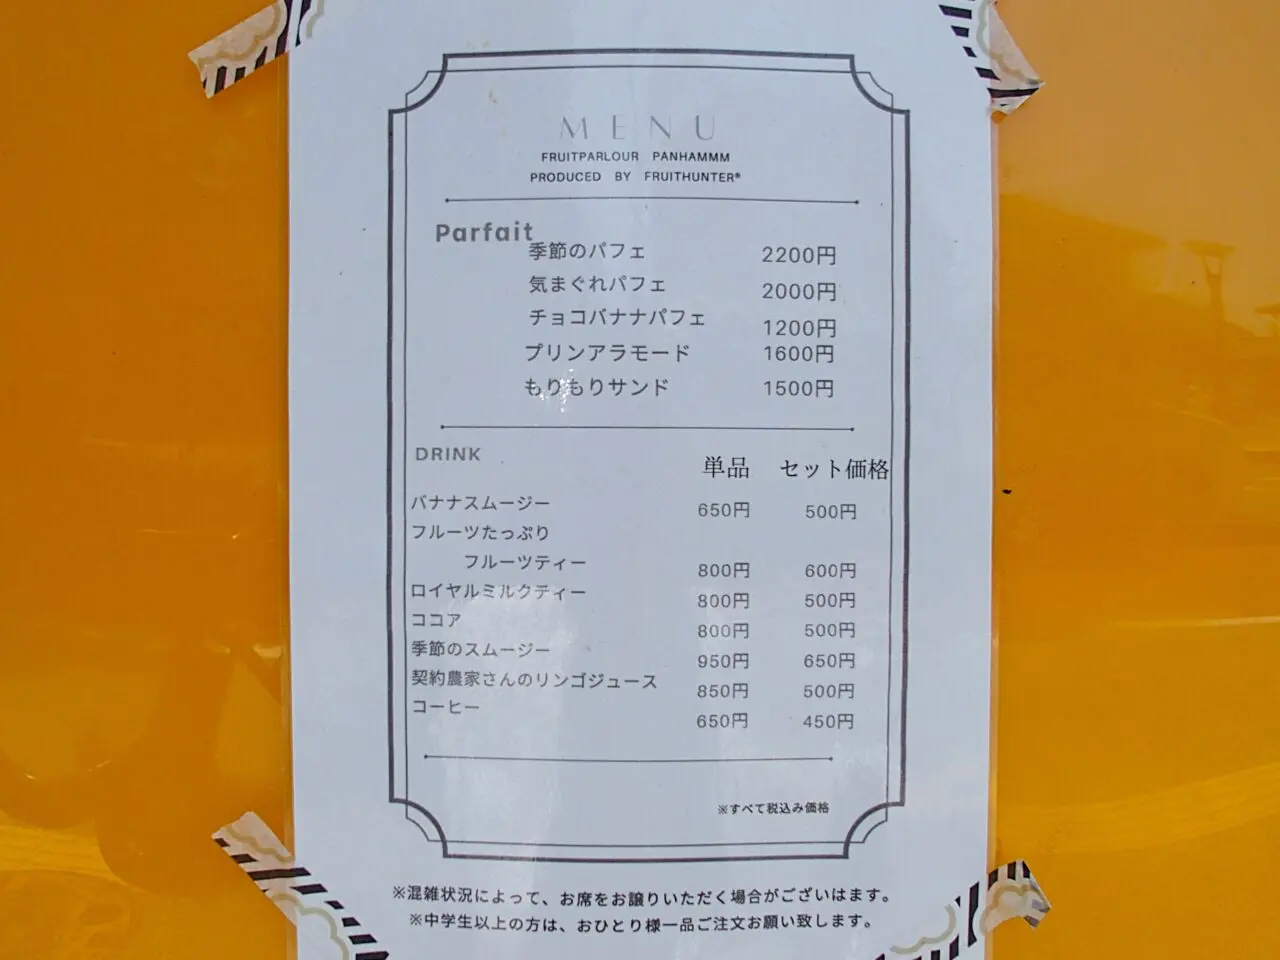 MENU
FRUITPARLOUR PANHAMMM
PRODUCED BY FRUITHUNTER®
Parfait
季節のパフェ 2200円
気まぐれパフェ 2000円
チョコバナナパフェ 1200円
プリンアラモード 1600円
もりもりサンド 1500円
DRINK 単品 セット価格
バナナスムージー 650円 500円
フルーツたっぷり
フルーツティー 800円 600円
ロイヤルミルクティー 800円 500円
ココア 800円 500円
季節のスムージー 950円 650円
契約農家さんのリンゴジュース 850円 500円
コーヒー 650円 450円
※すべて税込み価格
※混雑状況によって、お席をお譲りいただく場合がございはます。
※中学生以上の方は、おひとり様一品ご注文お願い致します。